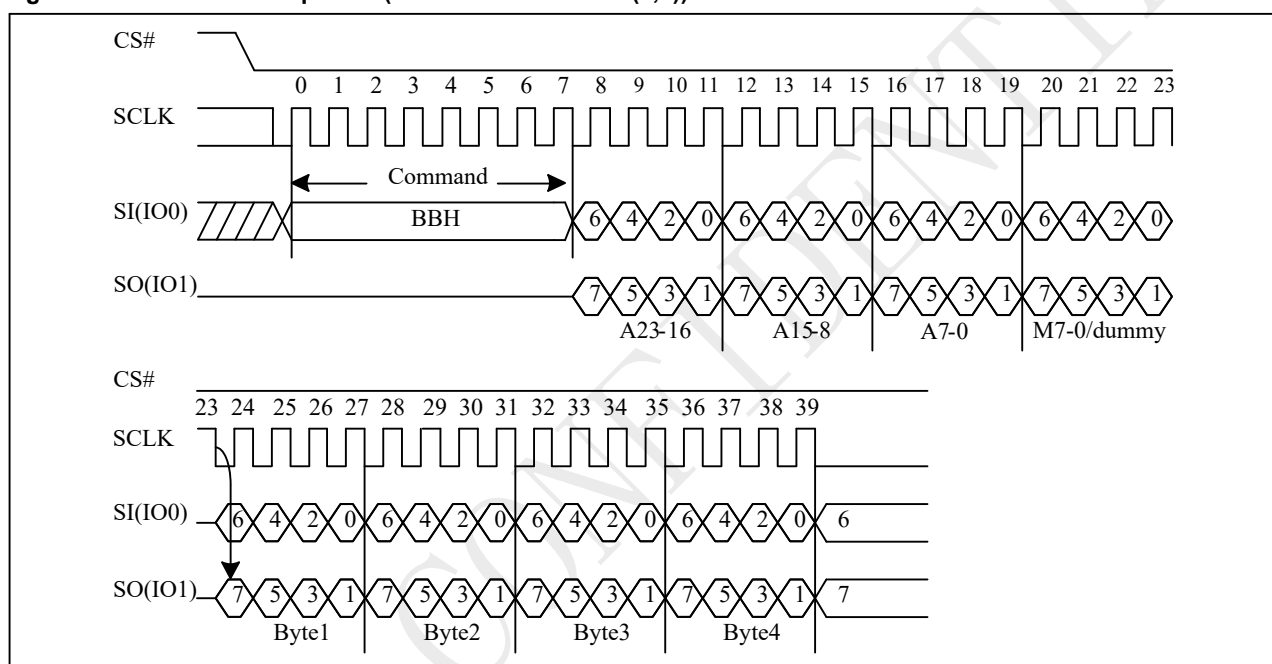 CS#
0 1 2 3 4 5 6 7 8 9 10 11 12 13 14 15 16 17 18 19 20 21 22 23
SCLK
Command
SI(IO0) BBH 6 4 2 0 6 4 2 0 6 4 2 0 6 4 2 0
SO(IO1) 7 5 3 1 7 5 3 1 7 5 3 1 7 5 3 1
A23-16 A15-8 A7-0 M7-0/dummy
CS#
23 24 25 26 27 28 29 30 31 32 33 34 35 36 37 38 39
SCLK
SI(IO0) 6 4 2 0 6 4 2 0 6 4 2 0 6 4 2 0 6
SO(IO1) 7 5 3 1 7 5 3 1 7 5 3 1 7 5 3 1 7
Byte1 Byte2 Byte3 Byte4